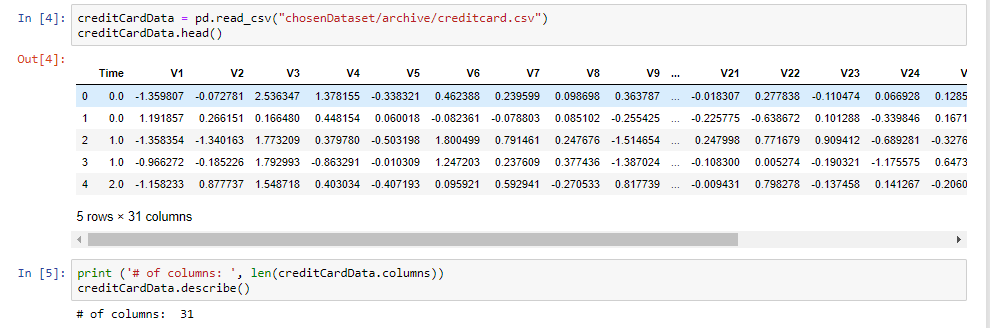 In [4]: creditCardData = pd.read_csv("chosenDataset/archive/creditcard.csv")
creditCardData.head()
Out[4]:
Time V1 V2 V3 V4 V5 V6 V7 V8 V9 ... V21 V22 V23 V24
0 0.0 -1.359807 -0.072781 2.536347 1.378155 -0.338321 0.462388 0.239599 0.098698 0.363787 ... -0.018307 0.277838 -0.110474 0.066928 0.1285
1 0.0 1.191857 0.266151 0.166480 0.448154 0.060018 -0.082361 -0.078803 0.085102 -0.255425 ... -0.225775 -0.638672 0.101288 -0.339846 0.1671
2 1.0 -1.358354 -1.340163 1.773209 0.379780 -0.503198 1.800499 0.791461 0.247676 -1.514654 ... 0.247998 0.771679 0.909412 -0.689281 -0.3276
3 1.0 -0.966272 -0.185226 1.792993 -0.863291 -0.010309 1.247203 0.237609 0.377436 -1.387024 ... -0.108300 0.005274 -0.190321 -1.175575 0.6473
4 2.0 -1.158233 0.877737 1.548718 0.403034 -0.407193 0.095921 0.592941 -0.270533 0.817739 ... -0.009431 0.798278 -0.137458 0.141267 -0.2060
5 rows × 31 columns
In [5]: print ('# of columns: ', len(creditCardData.columns))
creditCardData.describe()
# of columns:  31